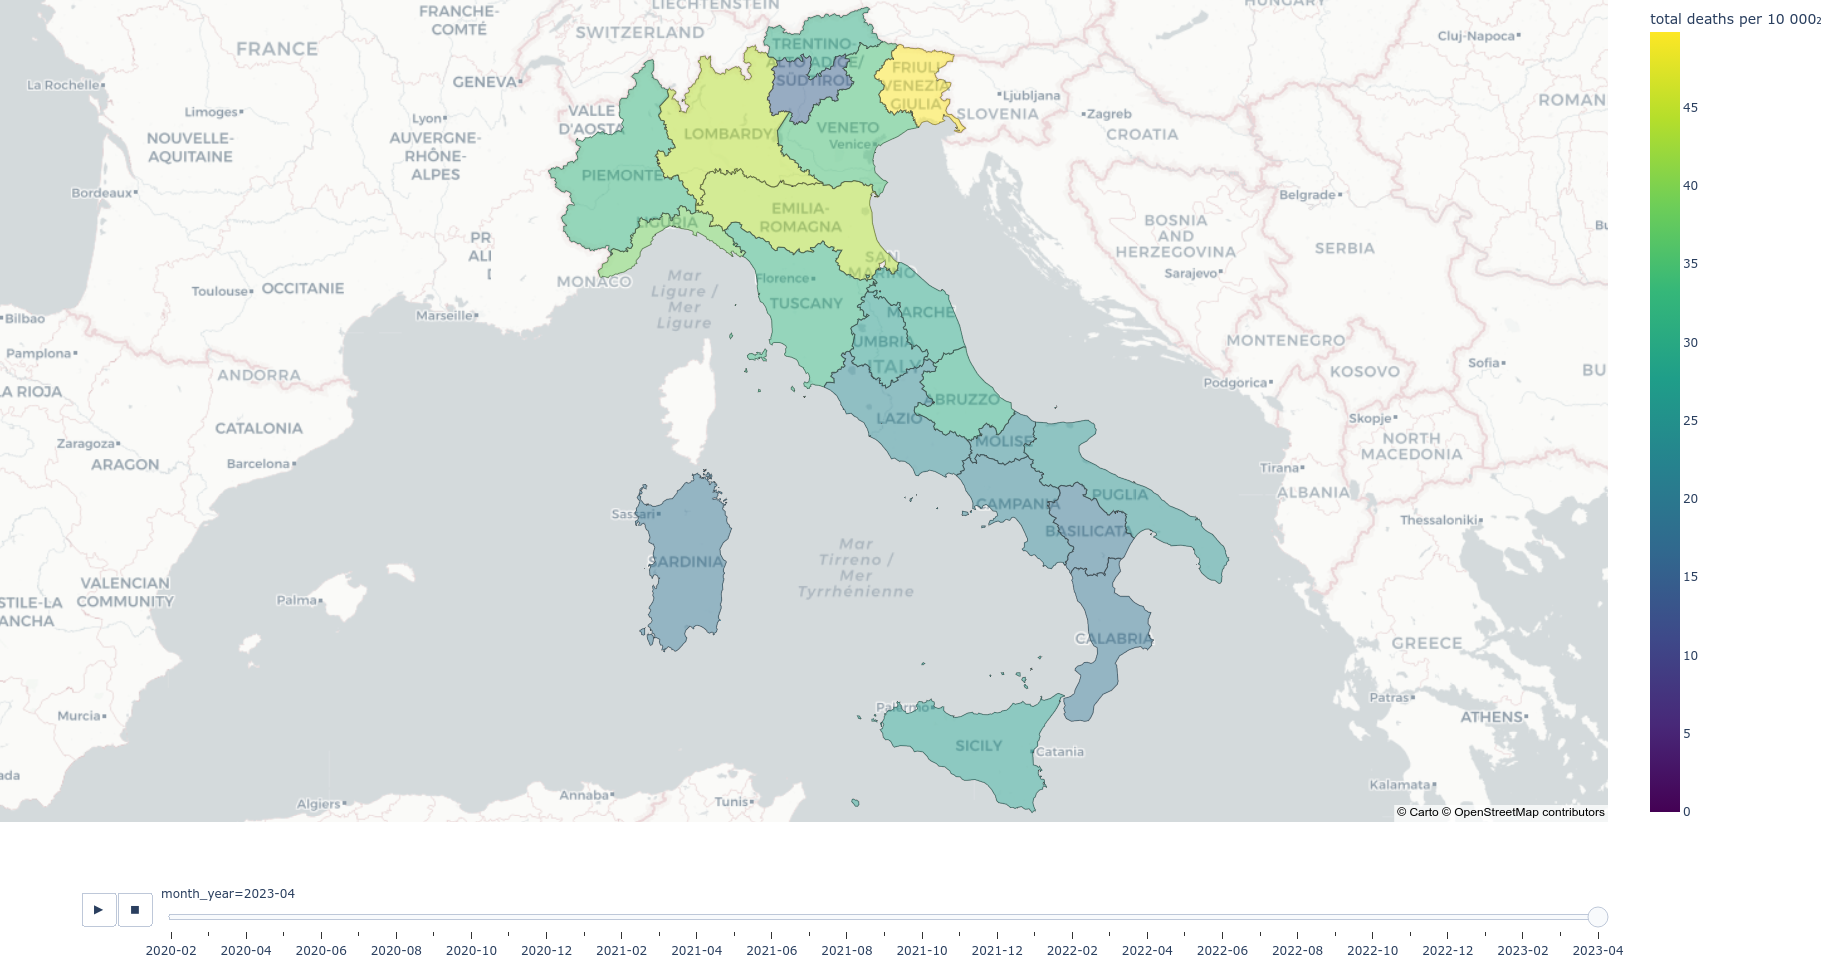 LIECHTENSTEIN
HUNGARY
FRANCHE-
COMTÉ
SWITZERLAND
FRANCE
TRENTINO-
ALTO ADIGE/
SÜDTIROL
FRIULI
VENEZIA
GIULIA
Cluj-Napoca
La Rochelle
GENEVA
Ljubljana
ROMAN
Limoges
VALLE
D'AOSTA
SLOVENIA
Zagreb
Lyon
LOMBARDY
VENETO
CROATIA
NOUVELLE-
AQUITAINE
AUVERGNE-
RHÔNE-
ALPES
Venice
PIEMONTE
Bordeaux
Belgrade
EMILIA-
ROMAGNA
LIGURIA
BOSNIA
AND
HERZEGOVINA
Bu
PR
ALI
SERBIA
SAN
MARINO
Sarajevo
MONACO
Florence
Mar
Ligure /
Mer
Ligure
Toulouse
OCCITANIE
TUSCANY
MARCHE
Marseille
Bilbao
UMBRIA
MONTENEGRO
Pamplona
ITALY
Sofia
ANDORRA
KOSOVO
BU
Podgorica
LA RIOJA
ABRUZZO
LAZIO
Skopje
CATALONIA
MOLISE
NORTH
MACEDONIA
Zaragoza
ARAGON
Barcelona
Tirana
ALBANIA
CAMPANIA
PUGLIA
Sassari
Thessaloniki
BASILICATA
SARDINIA
Mar
Tirreno /
Mer
Tyrrhénienne
VALENCIAN
COMMUNITY
STILE-LA
ANCHA
Palma
CALABRIA
GREECE
Patras
Palermo
Murcia
ATHENS
SICILY
Catania
ada
Kalamata
Annaba
Tunis
Algiers
© Carto © OpenStreetMap contributors
total deaths per 10 000
45
40
35
30
25
20
15
10
5
0
month_year=2023-04
2020-02 2020-04 2020-06 2020-08 2020-10 2020-12 2021-02 2021-04 2021-06 2021-08 2021-10 2021-12 2022-02 2022-04 2022-06 2022-08 2022-10 2022-12 2023-02 2023-04